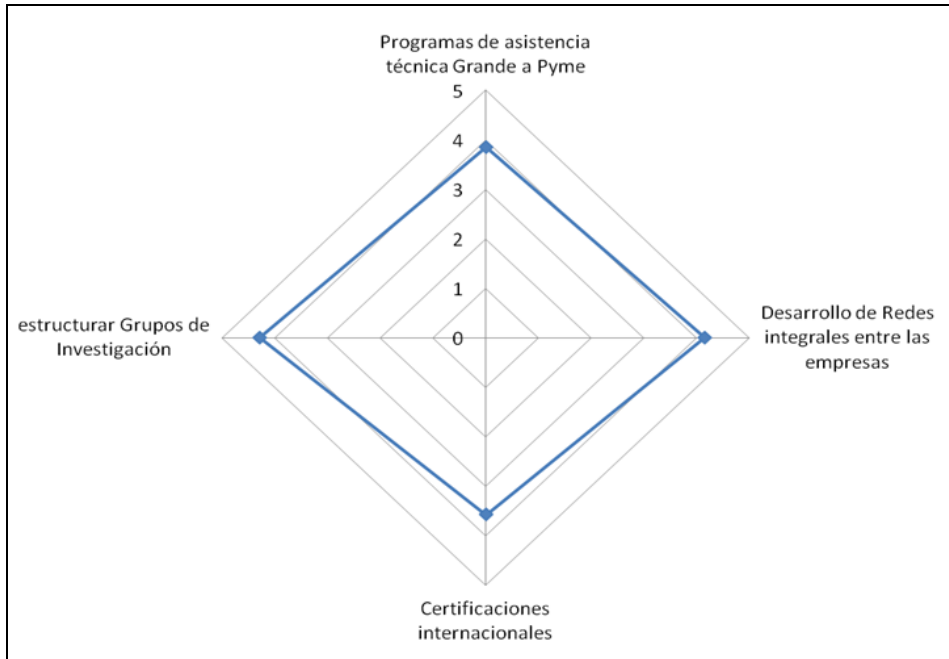 Programas de asistencia
técnica Grande a Pyme
5
4
3
2
1
0
Desarrollo de Redes
integrales entre las
empresas
estructurar Grupos de
Investigación
Certificaciones
internacionales